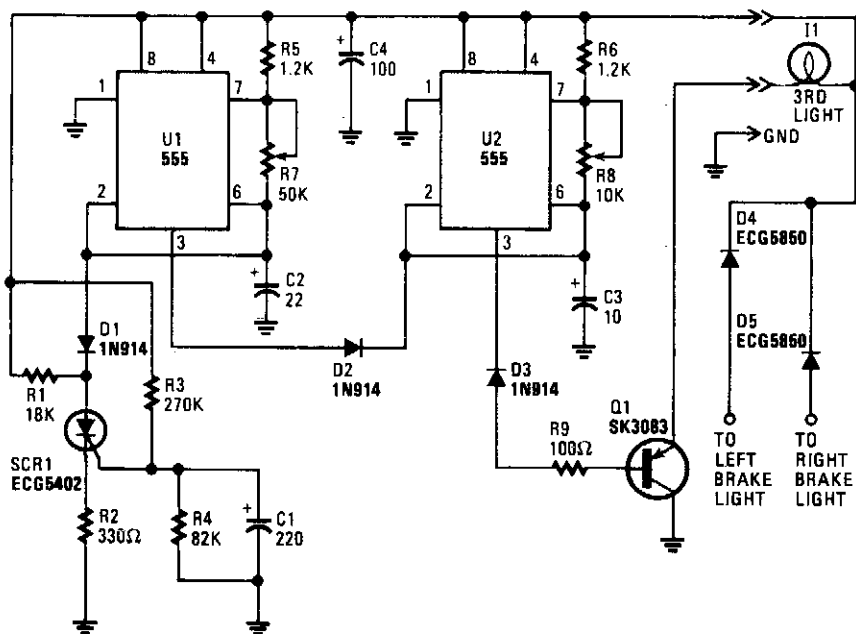 R5
1.2K
C4
100
R6
1.2K
I1
3RD
LIGHT
8
4
8
4
1
7
1
7
U1
555
U2
555
GND
R7
50K
R8
10K
2
6
2
6
3
3
D4
ECG5850
+
C2
22
+
C3
10
D5
ECG5860
D1
1N914
D2
1N914
D3
1N914
R1
18K
R3
270K
R9
100Ω
Q1
SK3083
TO
LEFT
BRAKE
LIGHT
TO
RIGHT
BRAKE
LIGHT
SCR1
ECG5402
R2
330Ω
R4
82K
+
C1
220
+